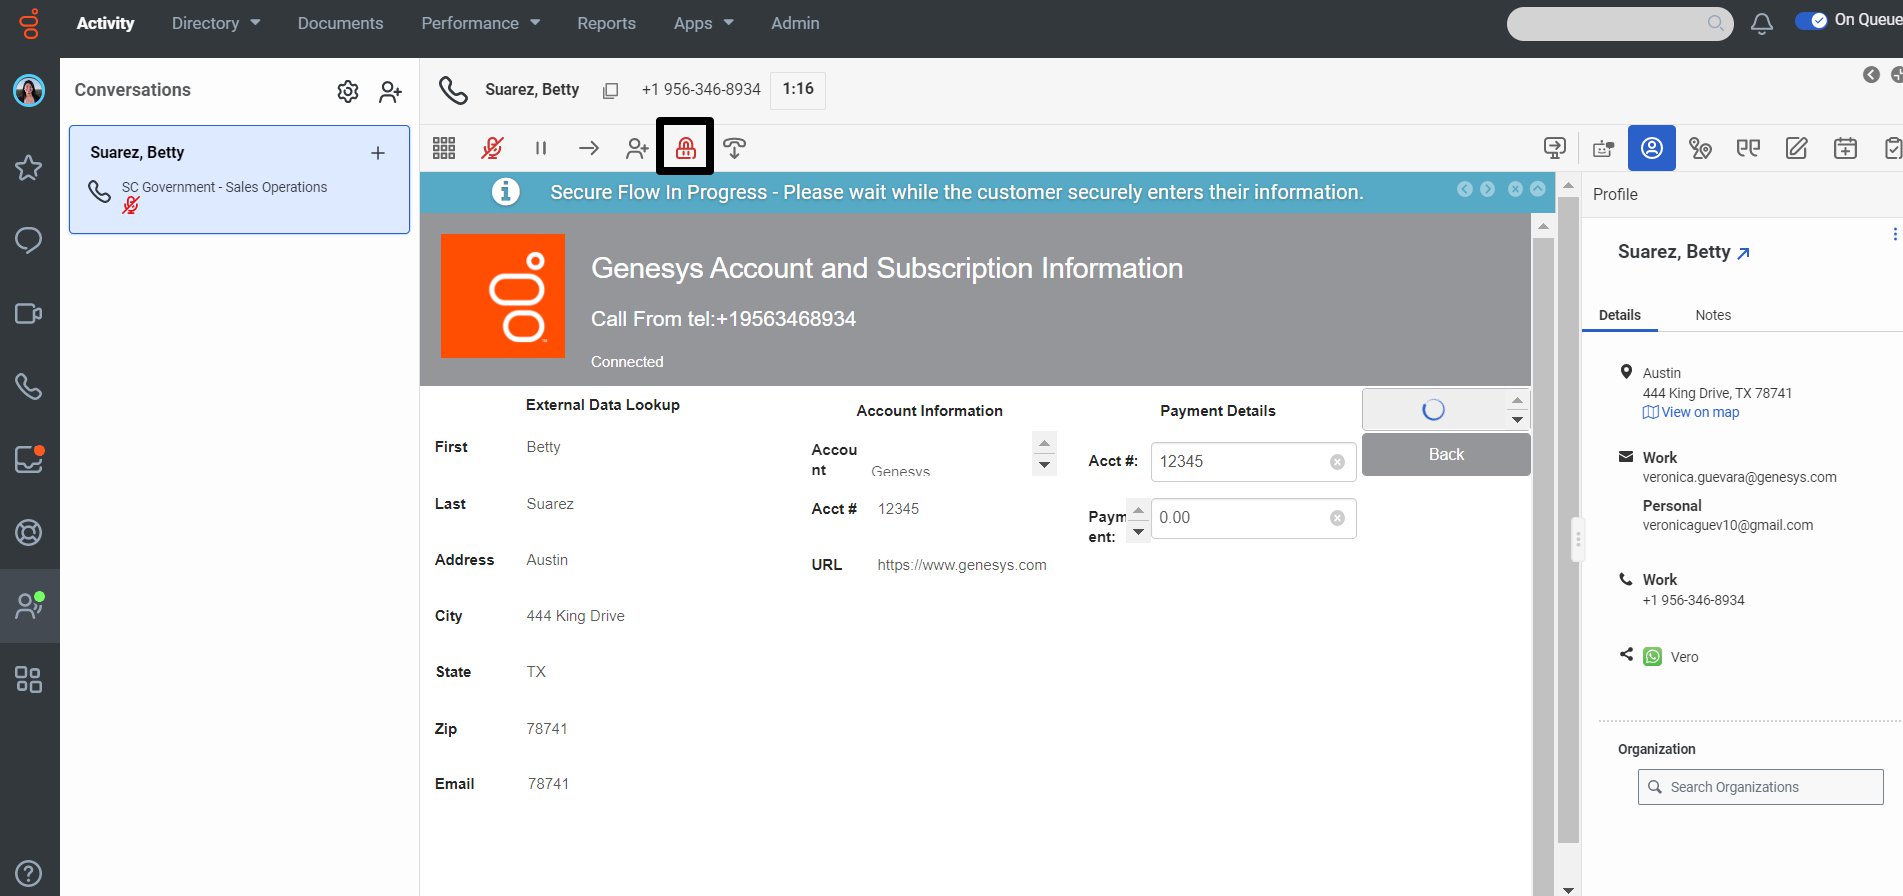 Activity Directory Documents Performance Reports Apps Admin On Queue
Conversations
Suarez, Betty
SC Government - Sales Operations
Suarez, Betty +1 956-346-8934 1:16
Secure Flow In Progress - Please wait while the customer securely enters their information.
Genesys Account and Subscription Information
Call From tel:+19563468934
Connected
External Data Lookup
First Betty
Last Suarez
Address Austin
City 444 King Drive
State TX
Zip 78741
Email 78741
Account Information
Accou
nt Genesys
Acct # 12345
URL https://www.genesys.com
Payment Details
Acct #: 12345
Paym
ent: 0.00
Back
Profile
Suarez, Betty
Details Notes
Austin
444 King Drive, TX 78741
View on map
Work
veronica.guevara@genesys.com
Personal
veronicaguev10@gmail.com
Work
+1 956-346-8934
Vero
Organization
Search Organizations